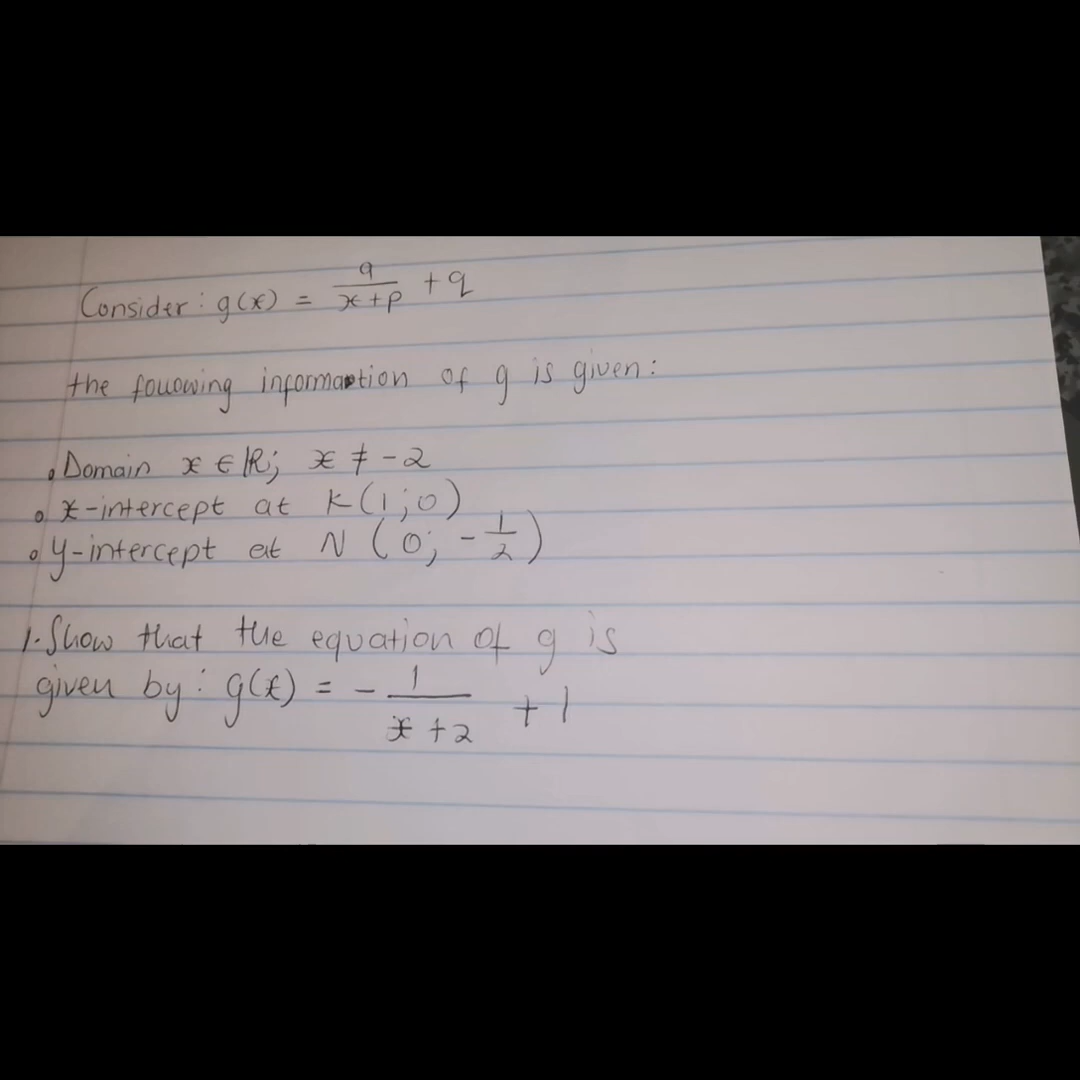 Consider: g(x) = a/(x+p) + q
the following information of g is given:
• Domain x ∈ ℝ; x ≠ -2
• x-intercept at K(1;0)
• y-intercept at N (0; -1/2)
1. Show that the equation of g is
given by: g(x) = - 1/(x+2) + 1